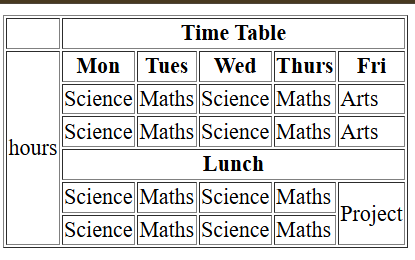 Time Table
Mon Tues Wed Thurs Fri
Science Maths Science Maths Arts
Science Maths Science Maths Arts
hours
Lunch
Science Maths Science Maths
Project
Science Maths Science Maths